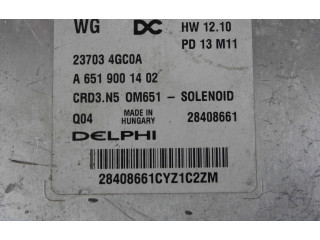 WG DC HW 12.10
PD 13 M11
23703 4GC0A
A 651 900 14 02
CRD3.N5 OM651 - SOLENOID
Q04 MADE IN HUNGARY 28408661
DELPHI
28408661CYZ1C2ZM